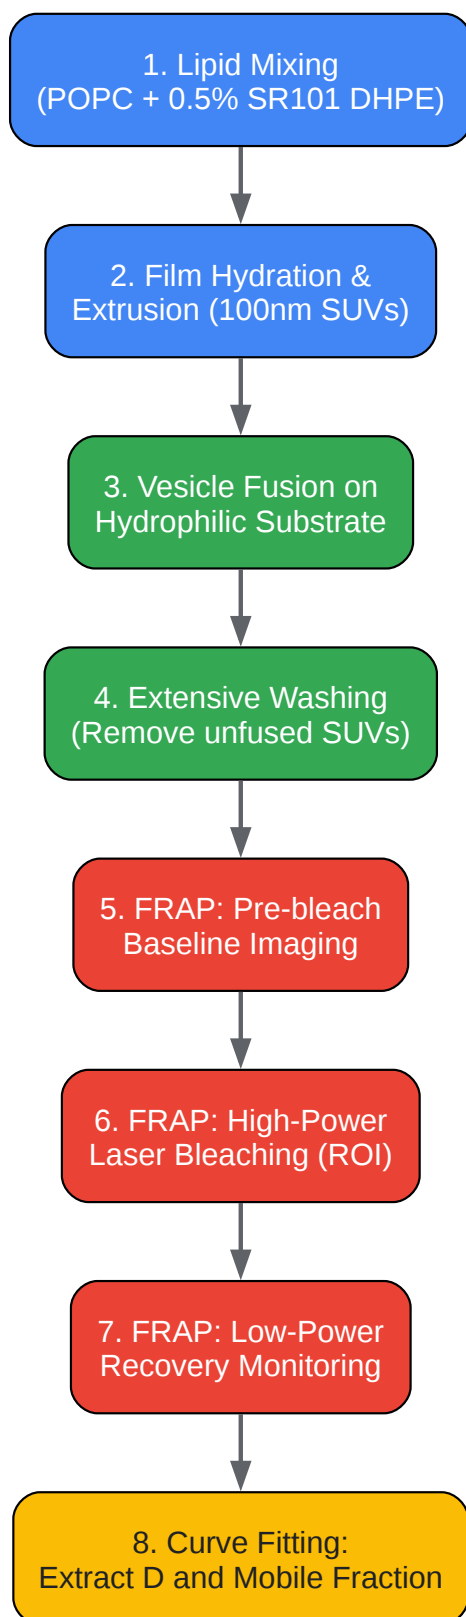 1. Lipid Mixing
(POPC + 0.5% SR101 DHPE)
2. Film Hydration &
Extrusion (100nm SUVs)
3. Vesicle Fusion on
Hydrophilic Substrate
4. Extensive Washing
(Remove unfused SUVs)
5. FRAP: Pre-bleach
Baseline Imaging
6. FRAP: High-Power
Laser Bleaching (ROI)
7. FRAP: Low-Power
Recovery Monitoring
8. Curve Fitting:
Extract D and Mobile Fraction